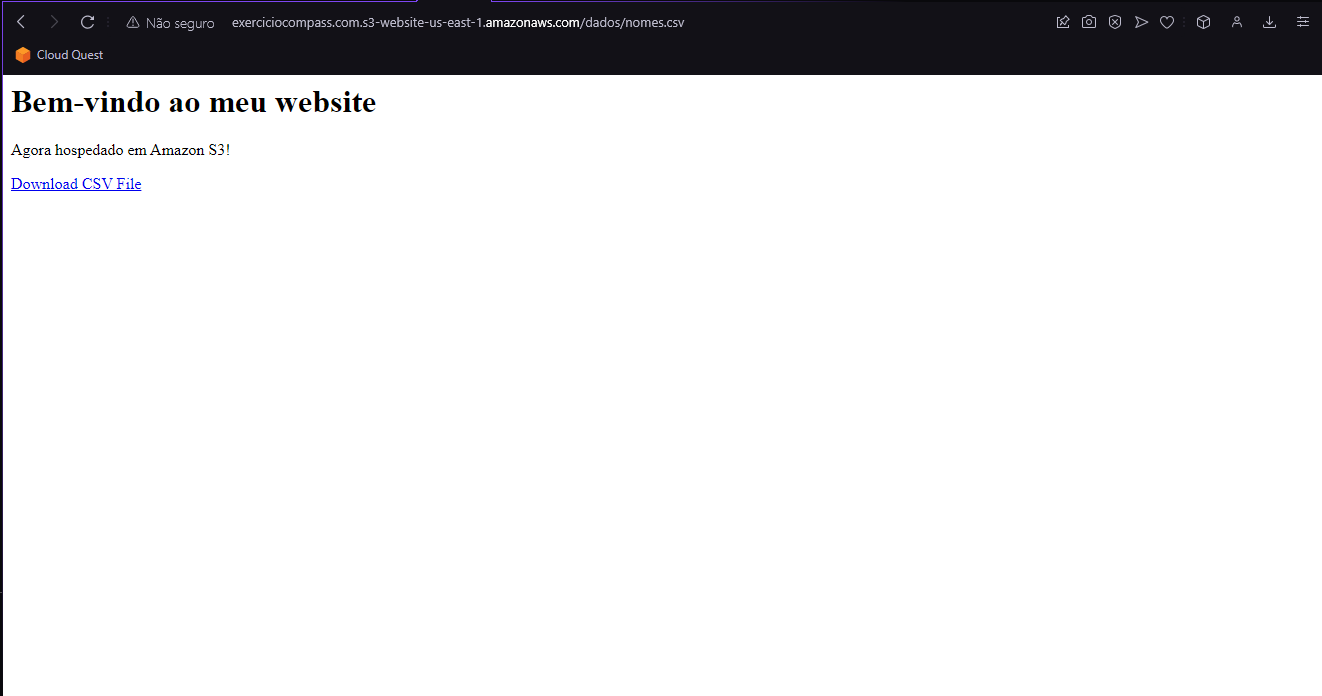 Não seguro exerciciocompass.com.s3-website-us-east-1.amazonaws.com/dados/nomes.csv
Cloud Quest
Bem-vindo ao meu website
Agora hospedado em Amazon S3!
Download CSV File